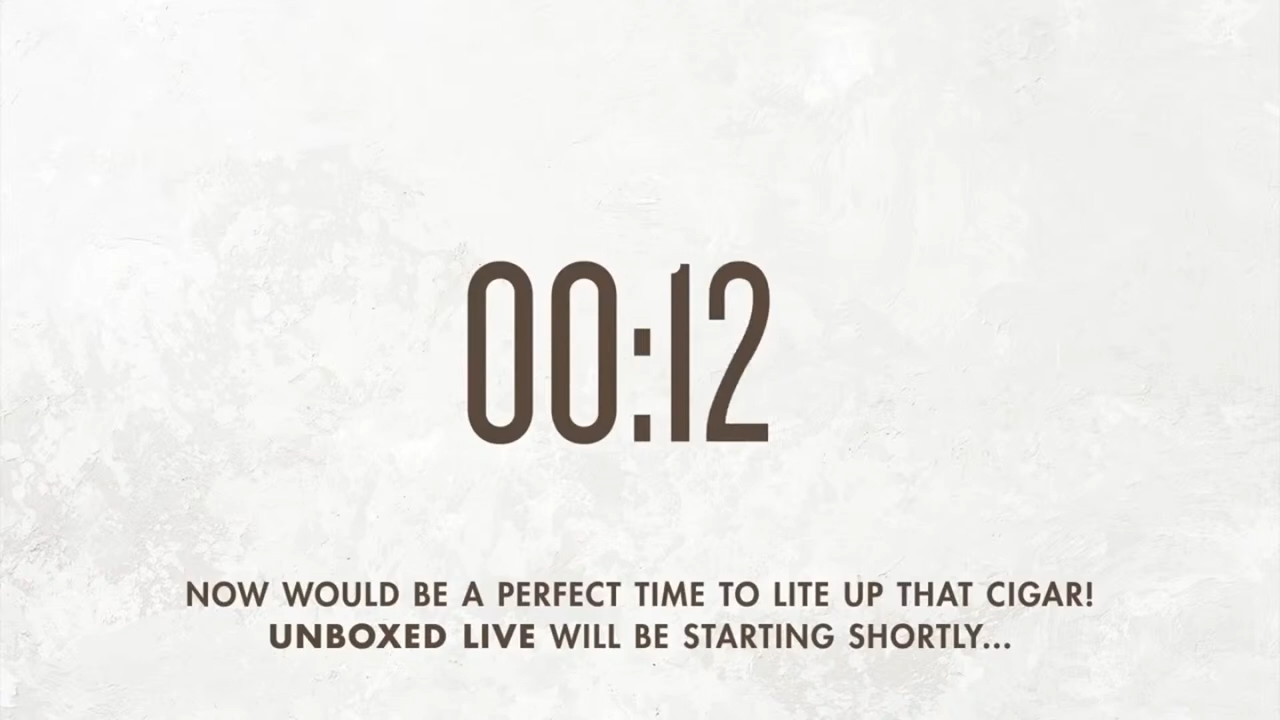 00:12
NOW WOULD BE A PERFECT TIME TO LITE UP THAT CIGAR!
UNBOXED LIVE WILL BE STARTING SHORTLY...